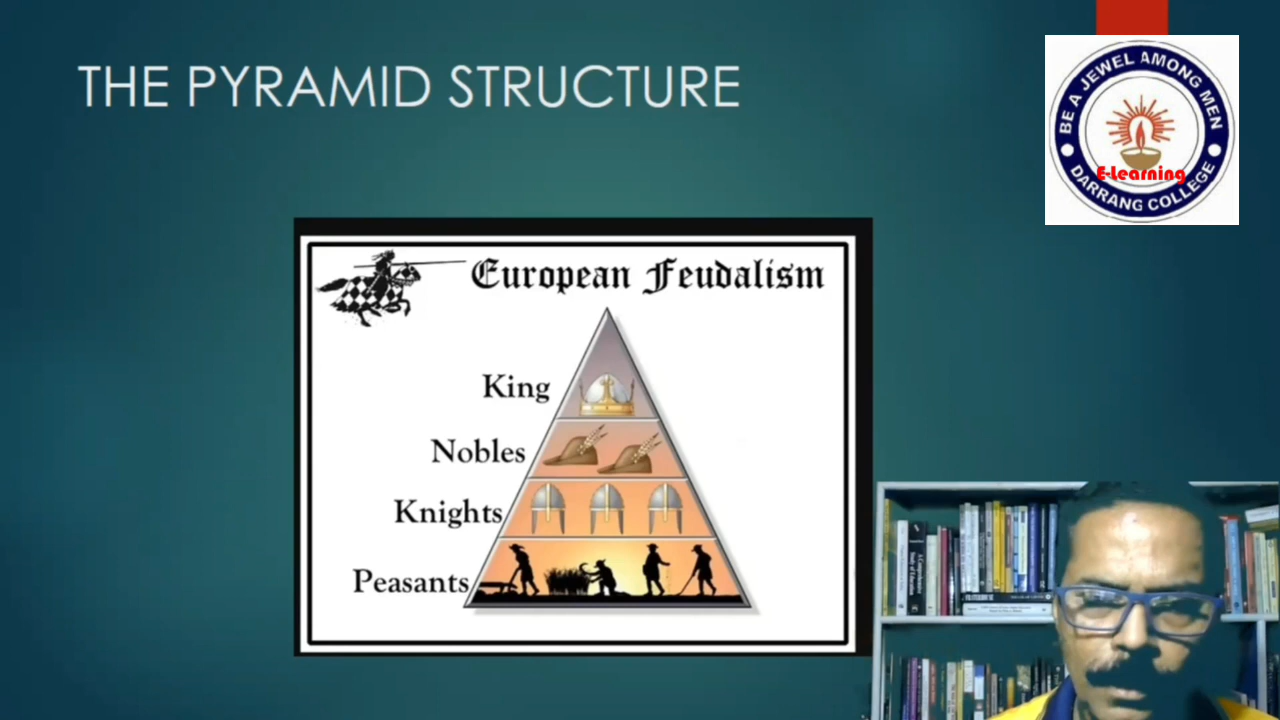 THE PYRAMID STRUCTURE
BE A JEWEL AMONG MEN
E-Learning
DARRANG COLLEGE
European Feudalism
King
Nobles
Knights
Peasants